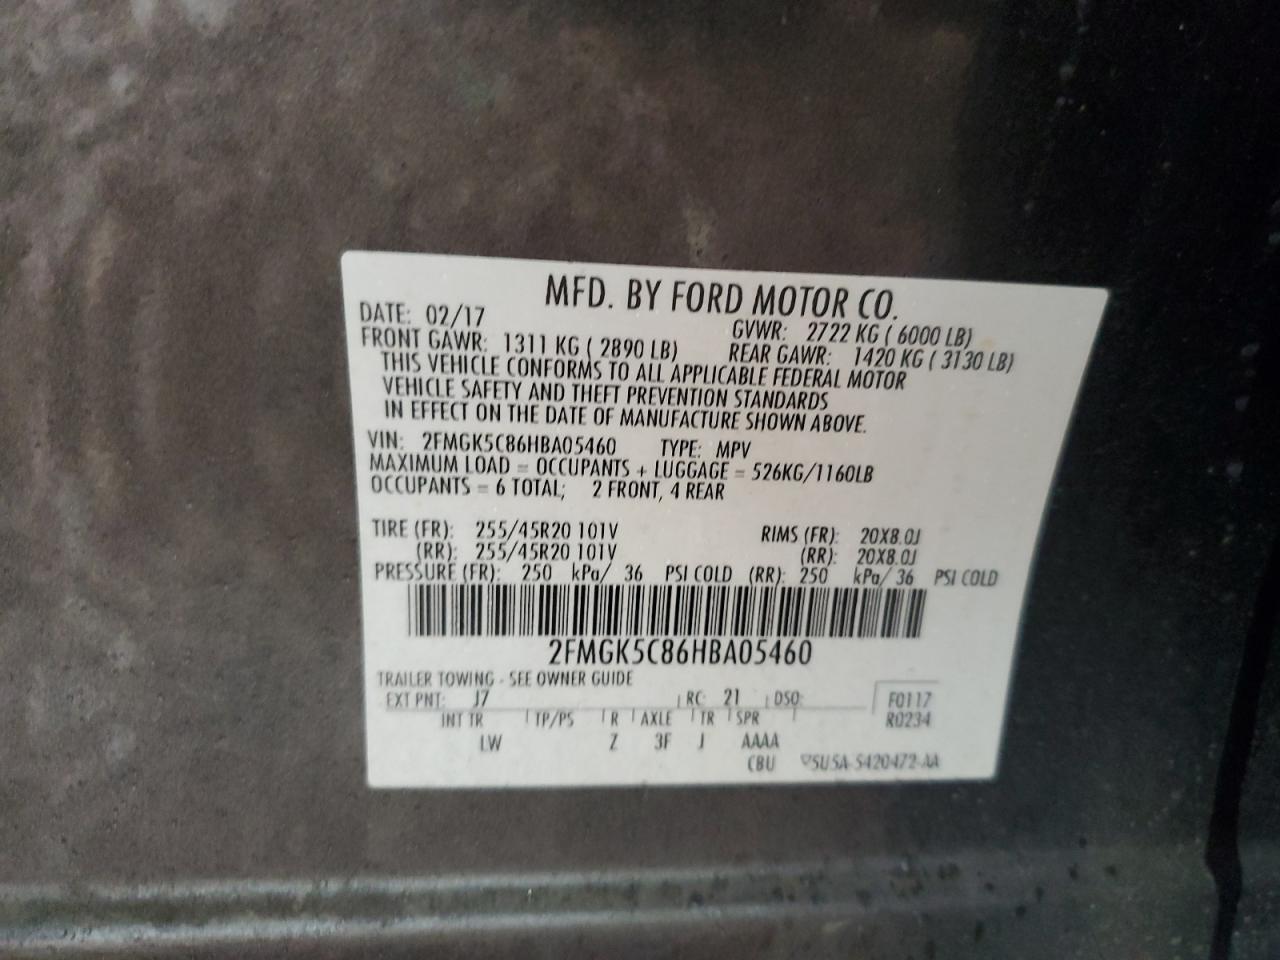 MFD. BY FORD MOTOR CO.
DATE: 02/17 GVWR: 2722 KG ( 6000 LB)
FRONT GAWR: 1311 KG ( 2890 LB) REAR GAWR: 1420 KG ( 3130 LB)
THIS VEHICLE CONFORMS TO ALL APPLICABLE FEDERAL MOTOR
VEHICLE SAFETY AND THEFT PREVENTION STANDARDS
IN EFFECT ON THE DATE OF MANUFACTURE SHOWN ABOVE.
VIN: 2FMGK5C86HBA05460 TYPE: MPV
MAXIMUM LOAD = OCCUPANTS + LUGGAGE = 526KG/1160LB
OCCUPANTS = 6 TOTAL; 2 FRONT, 4 REAR
TIRE (FR): 255/45R20 101V RIMS (FR): 20X8.0J
(RR): 255/45R20 101V (RR): 20X8.0J
PRESSURE (FR): 250 kPa/ 36 PSI COLD (RR): 250 kPa/ 36 PSI COLD
2FMGK5C86HBA05460
TRAILER TOWING - SEE OWNER GUIDE
EXT PNT: J7 RC: 21 DSO: F0117
INT TR TP/PS R AXLE TR SPR R0234
LW Z 3F J AAAA
CBU ▽5U5A-5420472-AA